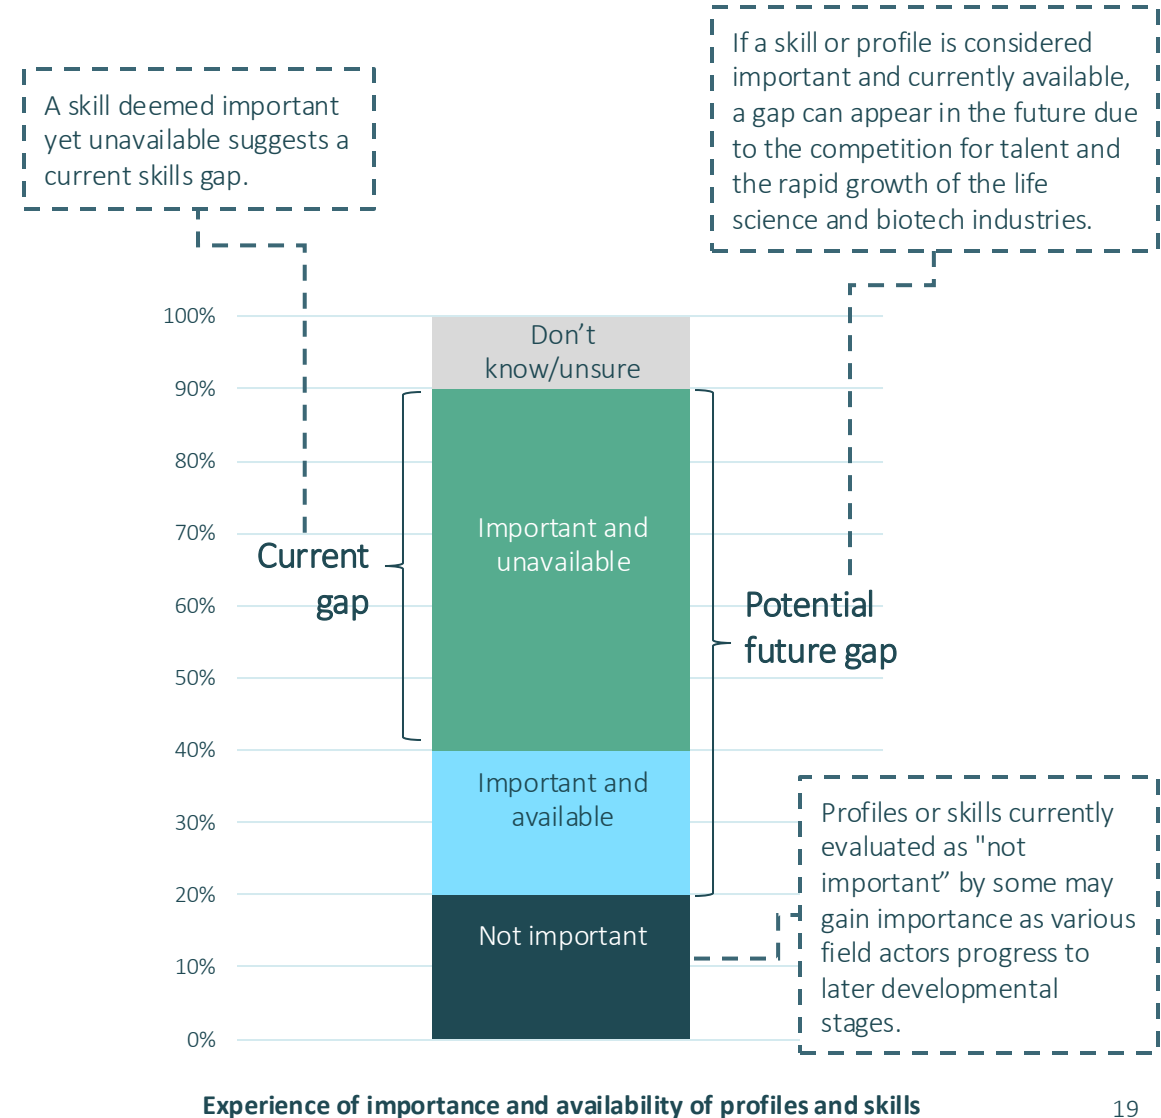 A skill deemed important
yet unavailable suggests a
current skills gap.
If a skill or profile is considered
important and currently available,
a gap can appear in the future due
to the competition for talent and
the rapid growth of the life
science and biotech industries.
100%
90%
80%
70%
60%
50%
40%
30%
20%
10%
0%
Don’t
know/unsure
Important and
unavailable
Important and
available
Not important
Current
gap
Potential
future gap
Profiles or skills currently
evaluated as "not
important” by some may
gain importance as various
field actors progress to
later developmental
stages.
Experience of importance and availability of profiles and skills
19